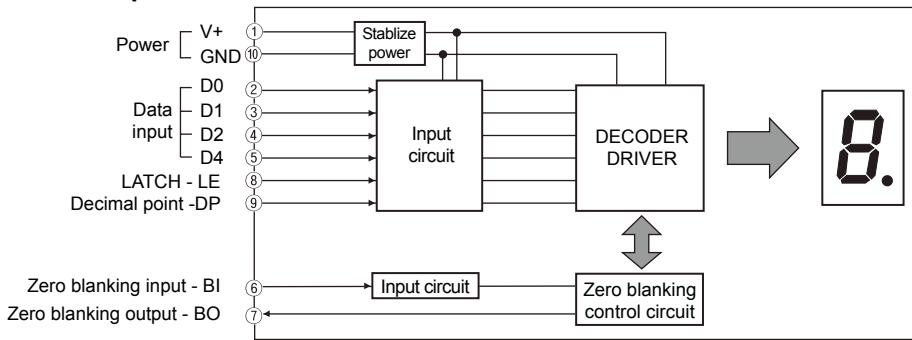 Power
V+
①
GND
⑩
Stablize
power
Data
input
D0
②
D1
③
D2
④
D4
⑤
LATCH - LE
⑧
Decimal point -DP
⑨
Input
circuit
DECODER
DRIVER
8.
Zero blanking input - BI
⑥
Input circuit
Zero blanking output - BO
⑦
Zero blanking
control circuit